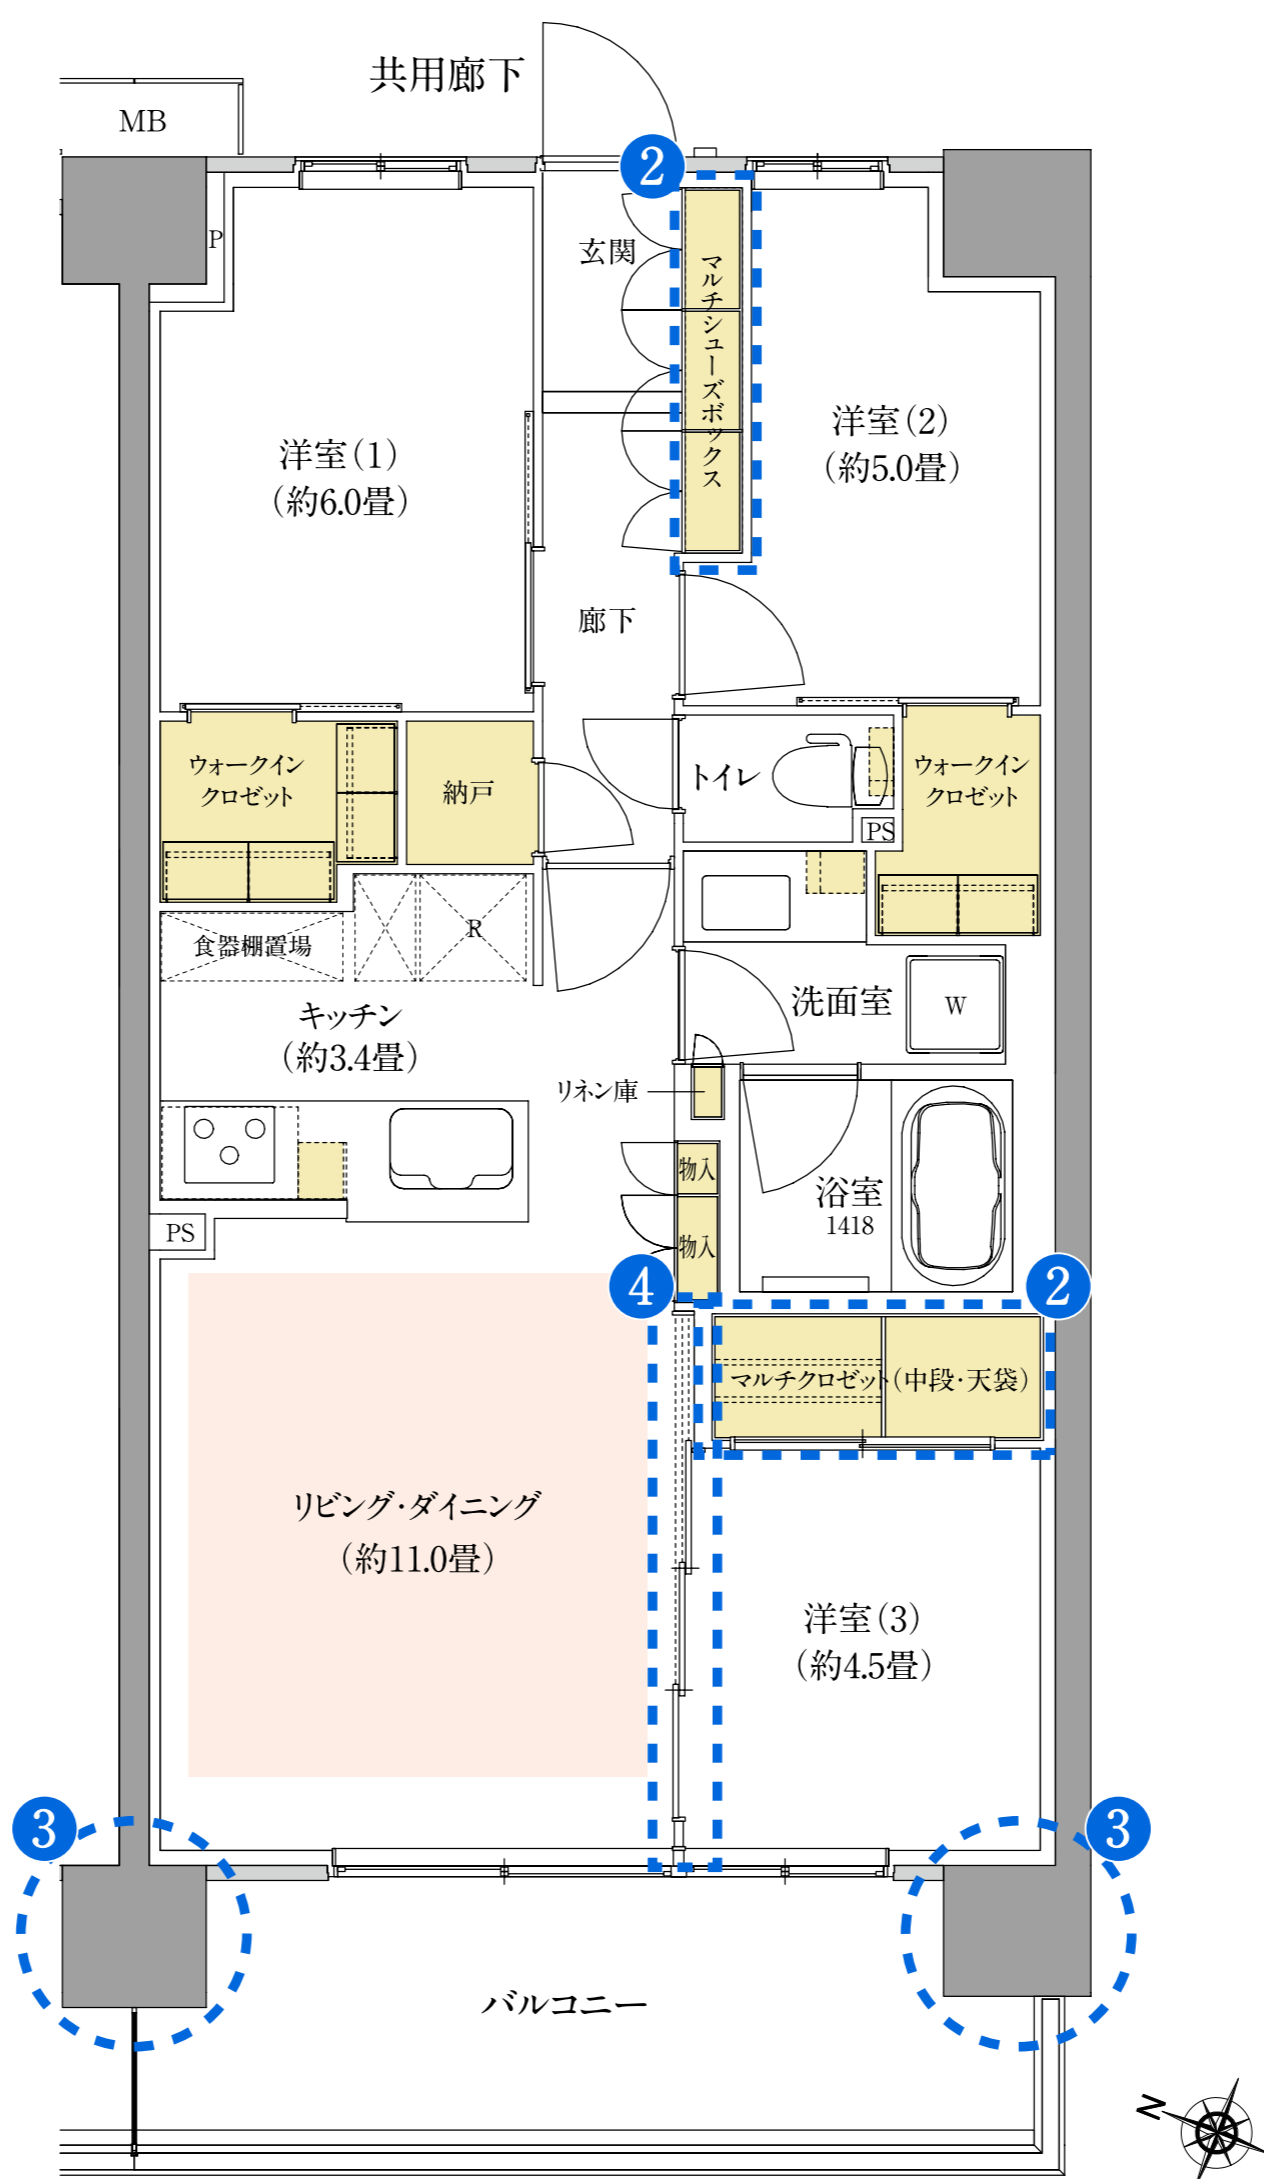 共用廊下
MB
2
P
玄関
マルチシューズボックス
洋室(1)
(約6.0畳)
洋室(2)
(約5.0畳)
廊下
ウォークイン
クロゼット
納戸
トイレ
ウォークイン
クロゼット
PS
食器棚置場
R
キッチン
(約3.4畳)
洗面室
W
リネン庫
物入
浴室
1418
PS
物入
4
2
マルチクロゼット(中段・天袋)
リビング・ダイニング
(約11.0畳)
洋室(3)
(約4.5畳)
3
3
バルコニー
N